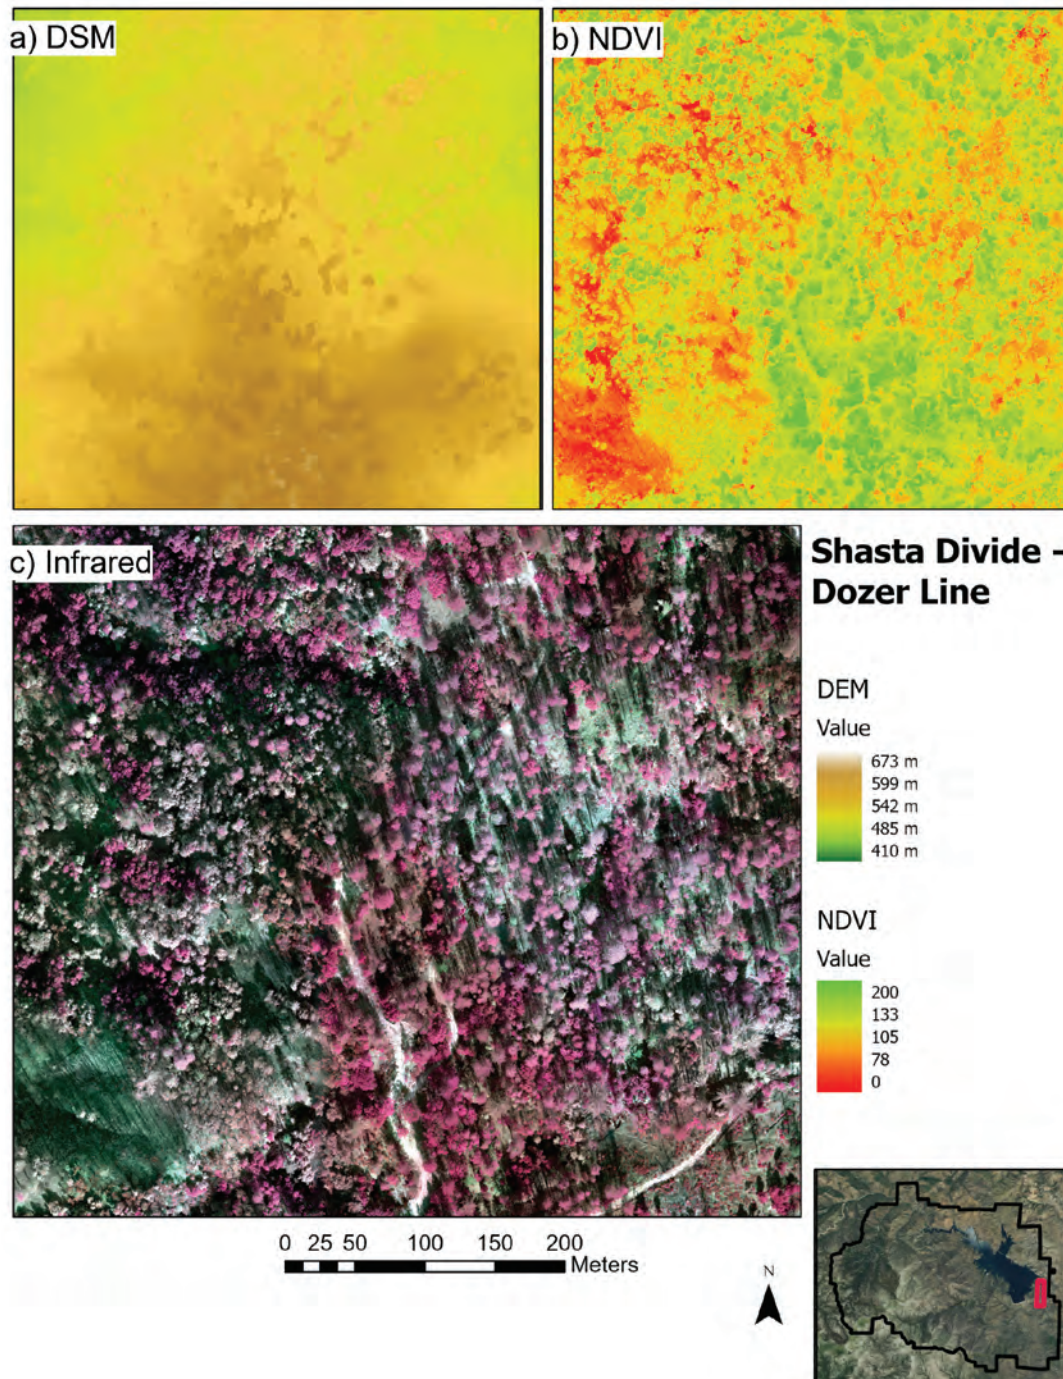 a) DSM
b) NDVI
c) Infrared
Shasta Divide -
Dozer Line
DEM
Value
673 m
599 m
542 m
485 m
410 m
NDVI
Value
200
133
105
78
0
0 25 50 100 150 200
Meters
N